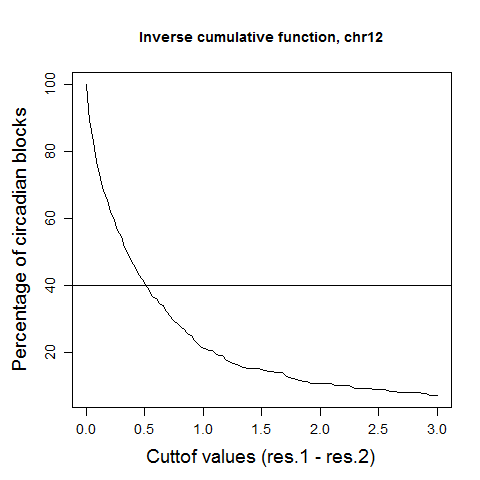 Inverse cumulative function, chr12
Percentage of circadian blocks
100
80
60
40
20
0.0 0.5 1.0 1.5 2.0 2.5 3.0
Cuttof values (res.1 - res.2)